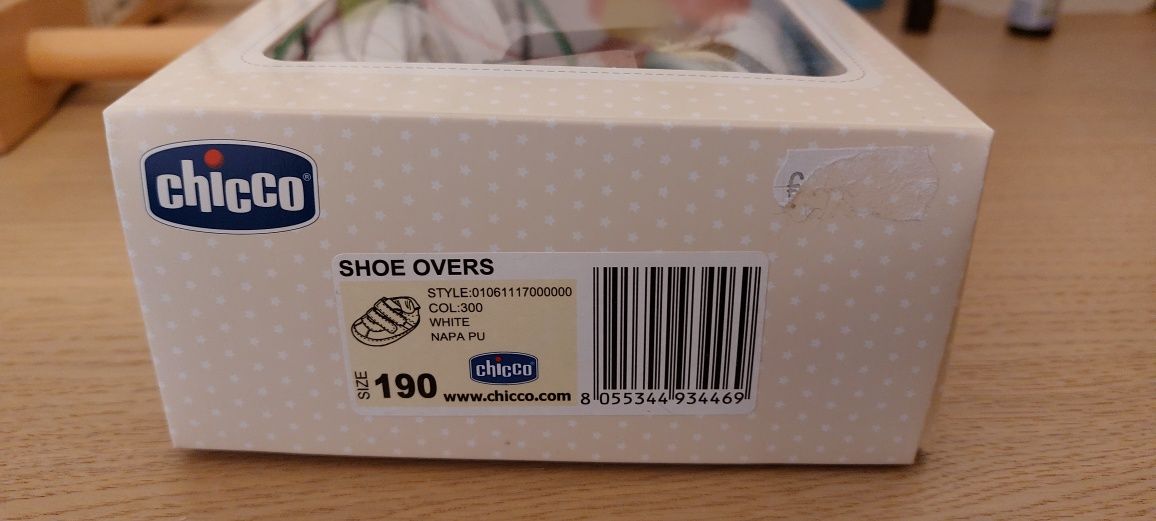 chicco®
€
SHOE OVERS
STYLE:01061117000000
COL:300
WHITE
NAPA PU
chicco
SIZE 190
www.chicco.com
8 055344 934469